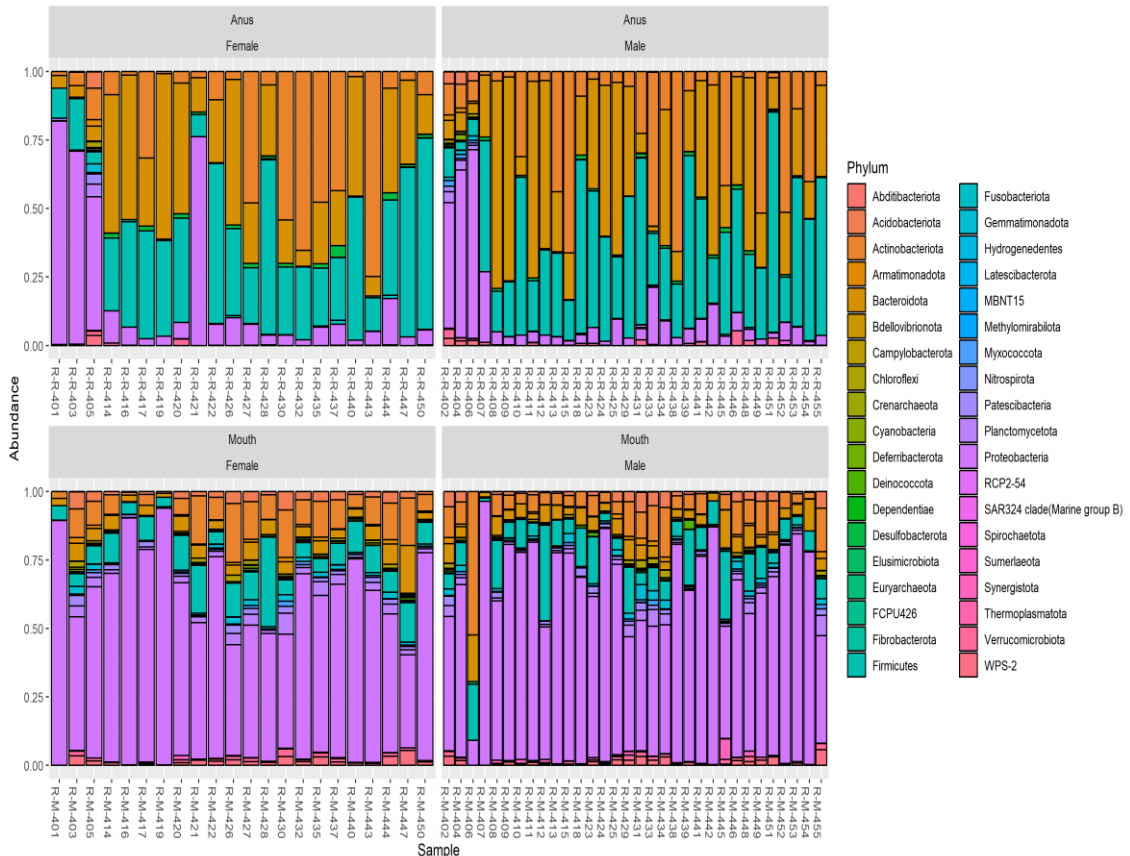 Anus
Female
Anus
Male
1.00
0.75
0.50
0.25
0.00
R-R-401
R-R-403
R-R-405
R-R-414
R-R-416
R-R-417
R-R-419
R-R-420
R-R-421
R-R-422
R-R-426
R-R-427
R-R-428
R-R-430
R-R-432
R-R-435
R-R-437
R-R-440
R-R-443
R-R-444
R-R-447
R-R-450
R-R-402
R-R-404
R-R-406
R-R-407
R-R-408
R-R-409
R-R-410
R-R-411
R-R-412
R-R-413
R-R-415
R-R-418
R-R-423
R-R-424
R-R-425
R-R-429
R-R-431
R-R-433
R-R-434
R-R-438
R-R-439
R-R-441
R-R-442
R-R-445
R-R-446
R-R-448
R-R-449
R-R-451
R-R-452
R-R-453
R-R-454
R-R-455
Abundance
Mouth
Female
Mouth
Male
1.00
0.75
0.50
0.25
0.00
R-M-401
R-M-403
R-M-405
R-M-414
R-M-416
R-M-417
R-M-419
R-M-420
R-M-421
R-M-422
R-M-426
R-M-427
R-M-428
R-M-430
R-M-432
R-M-435
R-M-437
R-M-440
R-M-443
R-M-444
R-M-447
R-M-450
R-M-402
R-M-404
R-M-406
R-M-407
R-M-408
R-M-409
R-M-410
R-M-411
R-M-412
R-M-413
R-M-415
R-M-418
R-M-423
R-M-424
R-M-425
R-M-429
R-M-431
R-M-433
R-M-434
R-M-438
R-M-439
R-M-441
R-M-442
R-M-445
R-M-446
R-M-448
R-M-449
R-M-451
R-M-452
R-M-453
R-M-454
R-M-455
Sample
Phylum
Abditibacteriota
Acidobacteriota
Actinobacteriota
Armatimonadota
Bacteroidota
Bdellovibrionota
Campylobacterota
Chloroflexi
Crenarchaeota
Cyanobacteria
Deferribacterota
Deinococcota
Dependentiae
Desulfobacterota
Elusimicrobiota
Euryarchaeota
FCPU426
Fibrobacterota
Firmicutes
Fusobacteriota
Gemmatimonadota
Hydrogenedentes
Latescibacterota
MBNT15
Methylomirabilota
Myxococcota
Nitrospirota
Patescibacteria
Planctomycetota
Proteobacteria
RCP2-54
SAR324 clade(Marine group B)
Spirochaetota
Sumerlaeota
Synergistota
Thermoplasmatota
Verrucomicrobiota
WPS-2